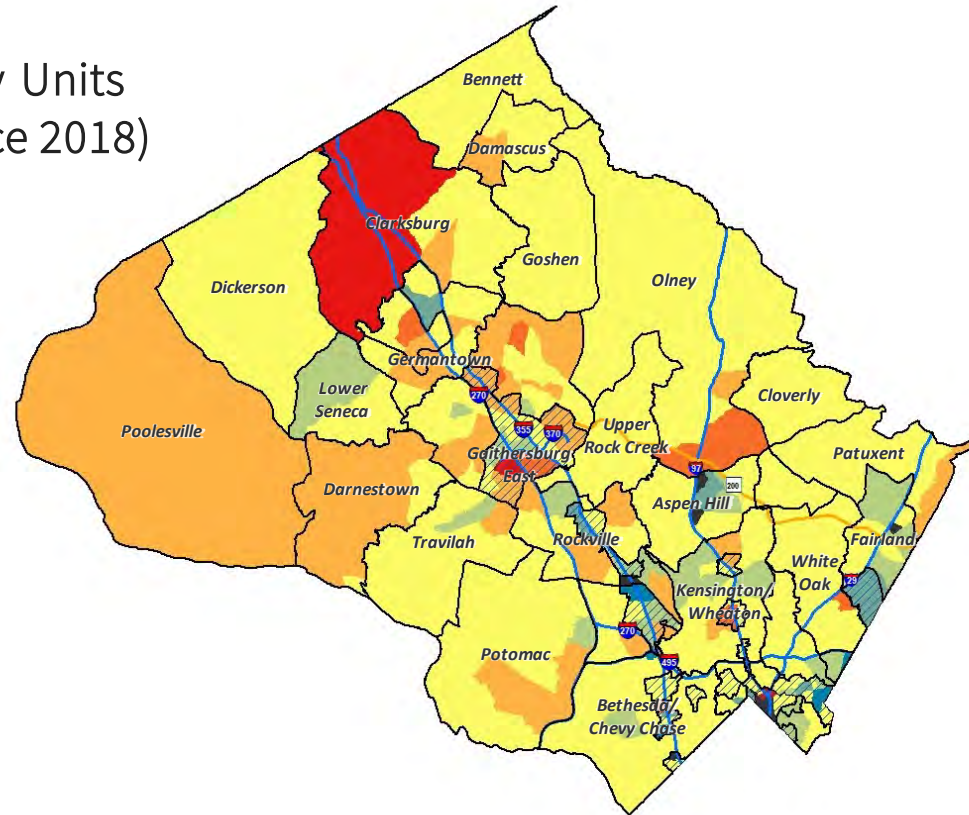 Units
2018)
Bennett
Damascus
Clarksburg
Goshen
Dickerson
Olney
Germantown
Lower
Seneca
270
Cloverly
Poolesville
355
370
Upper
Rock Creek
Gaithersburg
East
Patuxent
97
Darnestown
200
Aspen Hill
Travilah
Rockville
Fairland
White
Oak
29
Kensington/
Wheaton
270
Potomac
495
Bethesda/
Chevy Chase